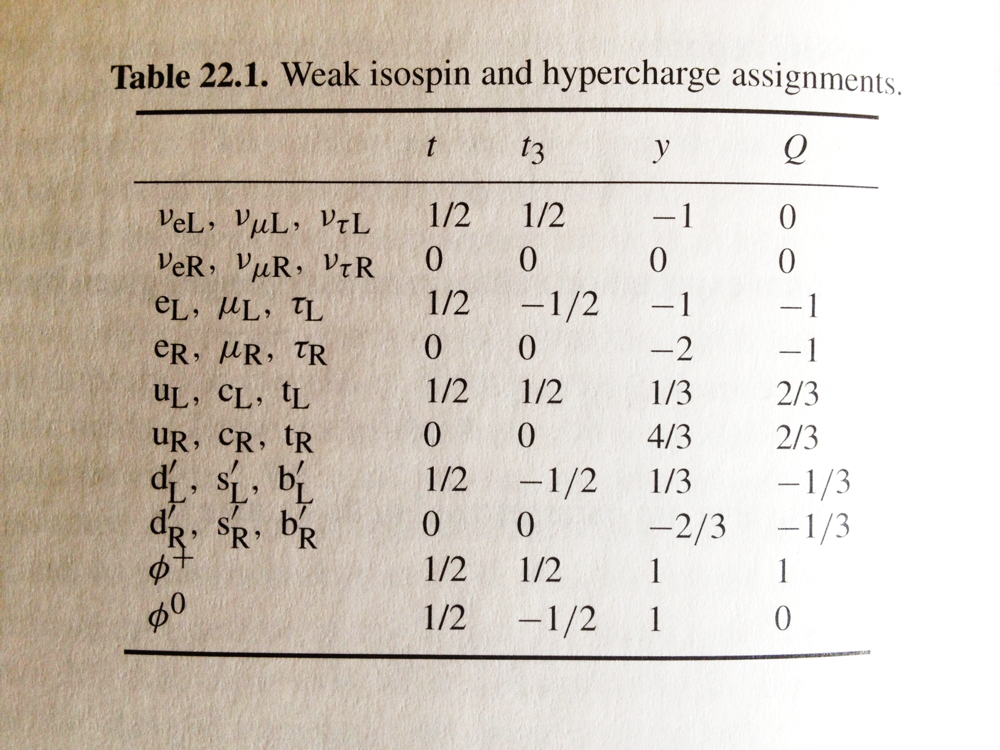 Table 22.1. Weak isospin and hypercharge assignments.
t t₃ y Q
νeL, νμL, ντL 1/2 1/2 −1 0
νeR, νμR, ντR 0 0 0 0
eL, μL, τL 1/2 −1/2 −1 −1
eR, μR, τR 0 0 −2 −1
uL, cL, tL 1/2 1/2 1/3 2/3
uR, cR, tR 0 0 4/3 2/3
d′L, s′L, b′L 1/2 −1/2 1/3 −1/3
d′R, s′R, b′R 0 0 −2/3 −1/3
ϕ⁺ 1/2 1/2 1 1
ϕ⁰ 1/2 −1/2 1 0